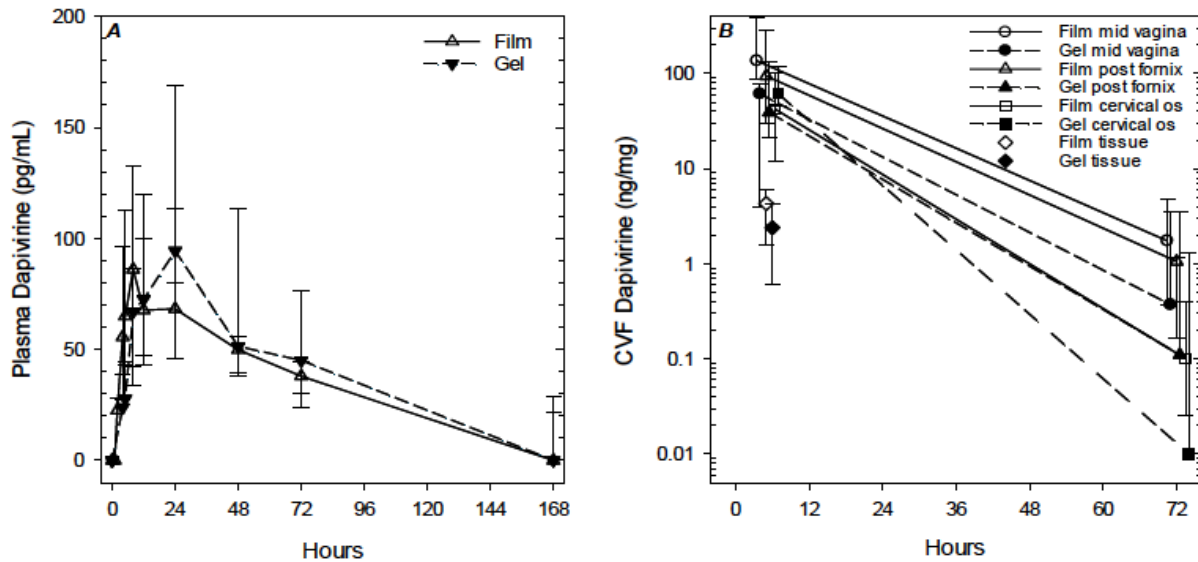 A
Film
Gel
Plasma Dapivirine (pg/mL)
200
150
100
50
0
0 24 48 72 96 120 144 168
Hours
B
Film mid vagina
Gel mid vagina
Film post fornix
Gel post fornix
Film cervical os
Gel cervical os
Film tissue
Gel tissue
CVF Dapivirine (ng/mg)
100
10
1
0.1
0.01
0 12 24 36 48 60 72
Hours